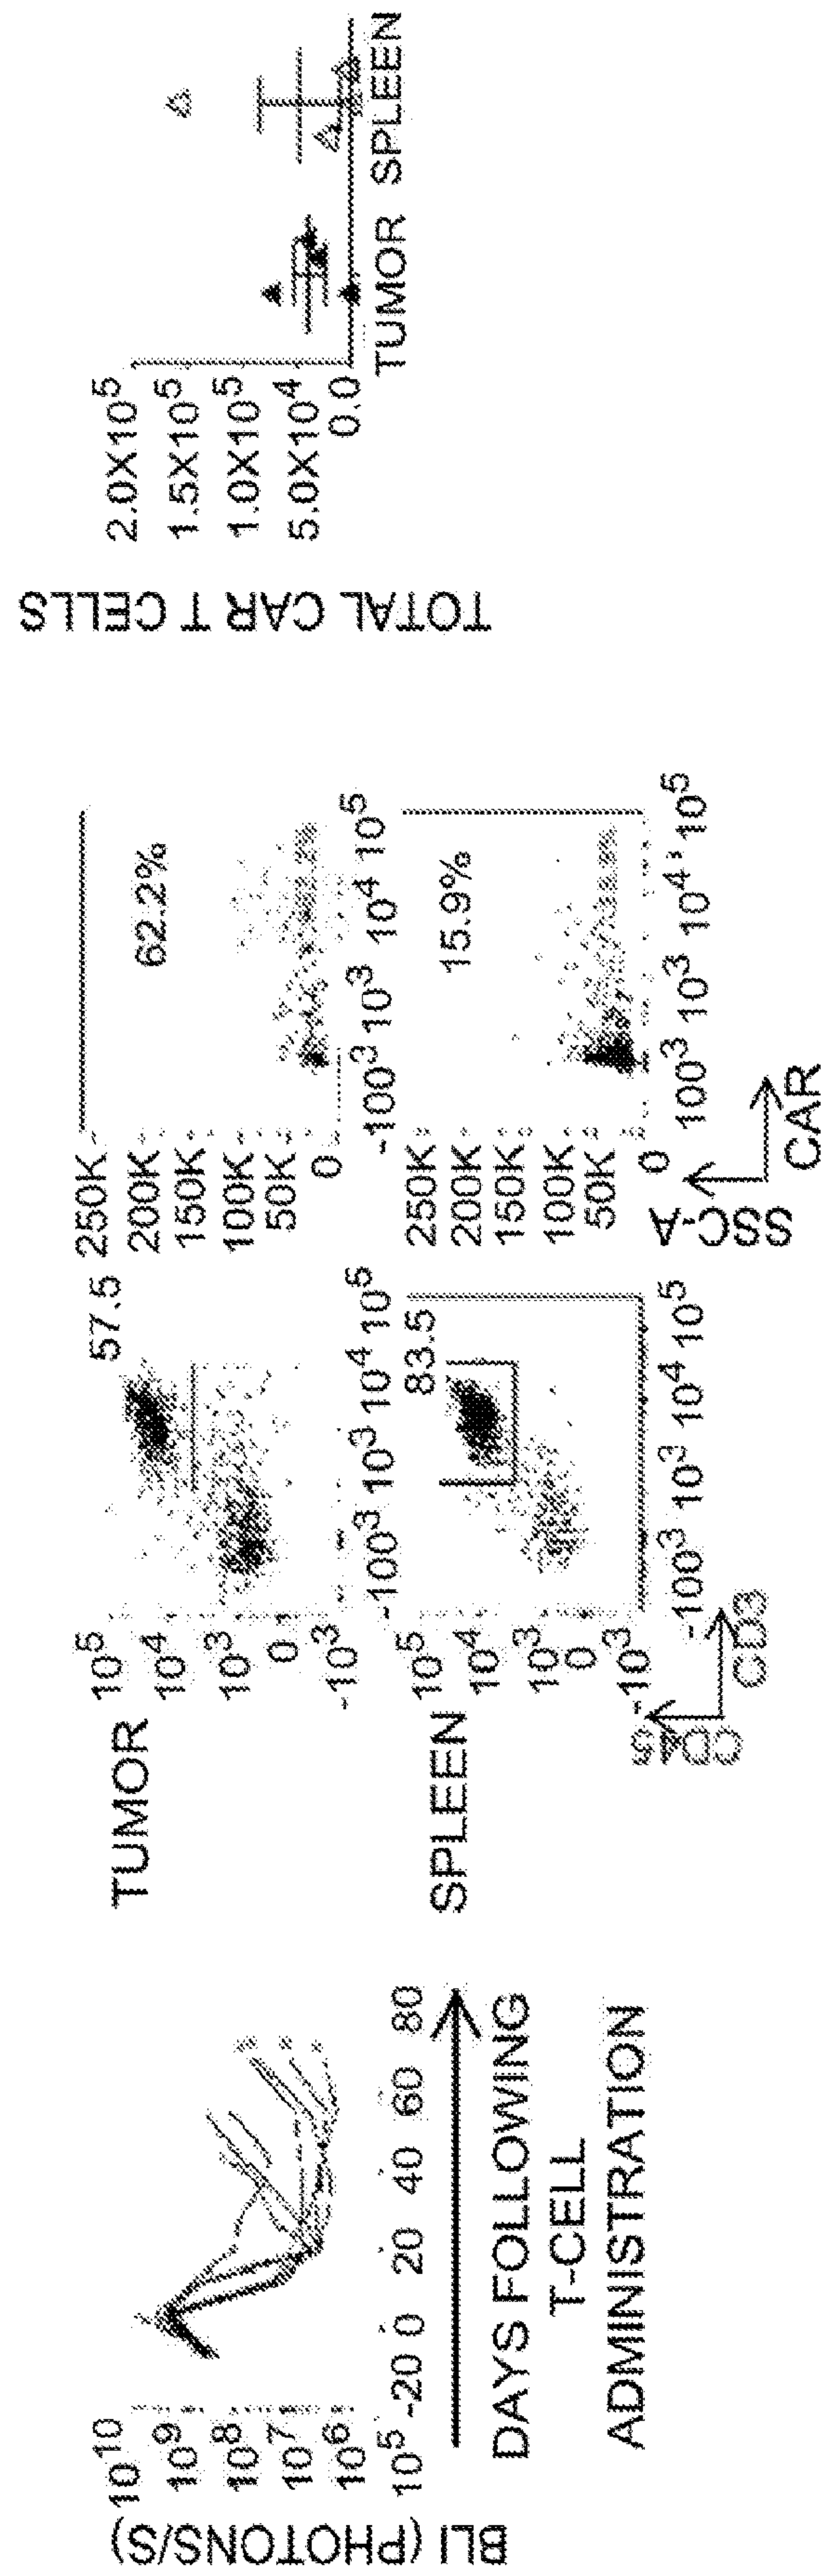 BLI (PHOTONS/S)
10^10
10^9
10^8
10^7
10^6
10^5
-20 0 20 40 60 80
DAYS FOLLOWING
T-CELL
ADMINISTRATION
TUMOR
10^5
10^4
10^3
0
-10^3
57.5
-100^3 10^3 10^4 10^5
SPLEEN
10^5
10^4
10^3
0
-10^3
83.5
-100^3 10^3 10^4 10^5
CD45
CD3
250K
200K
150K
100K
50K
0
62.2%
-100^3 10^3 10^4 10^5
250K
200K
150K
100K
50K
0
15.9%
100^3 10^3 10^4 10^5
SSC-A
CAR
TOTAL CAR T CELLS
2.0X10^5
1.5X10^5
1.0X10^5
5.0X10^4
0.0
TUMOR SPLEEN